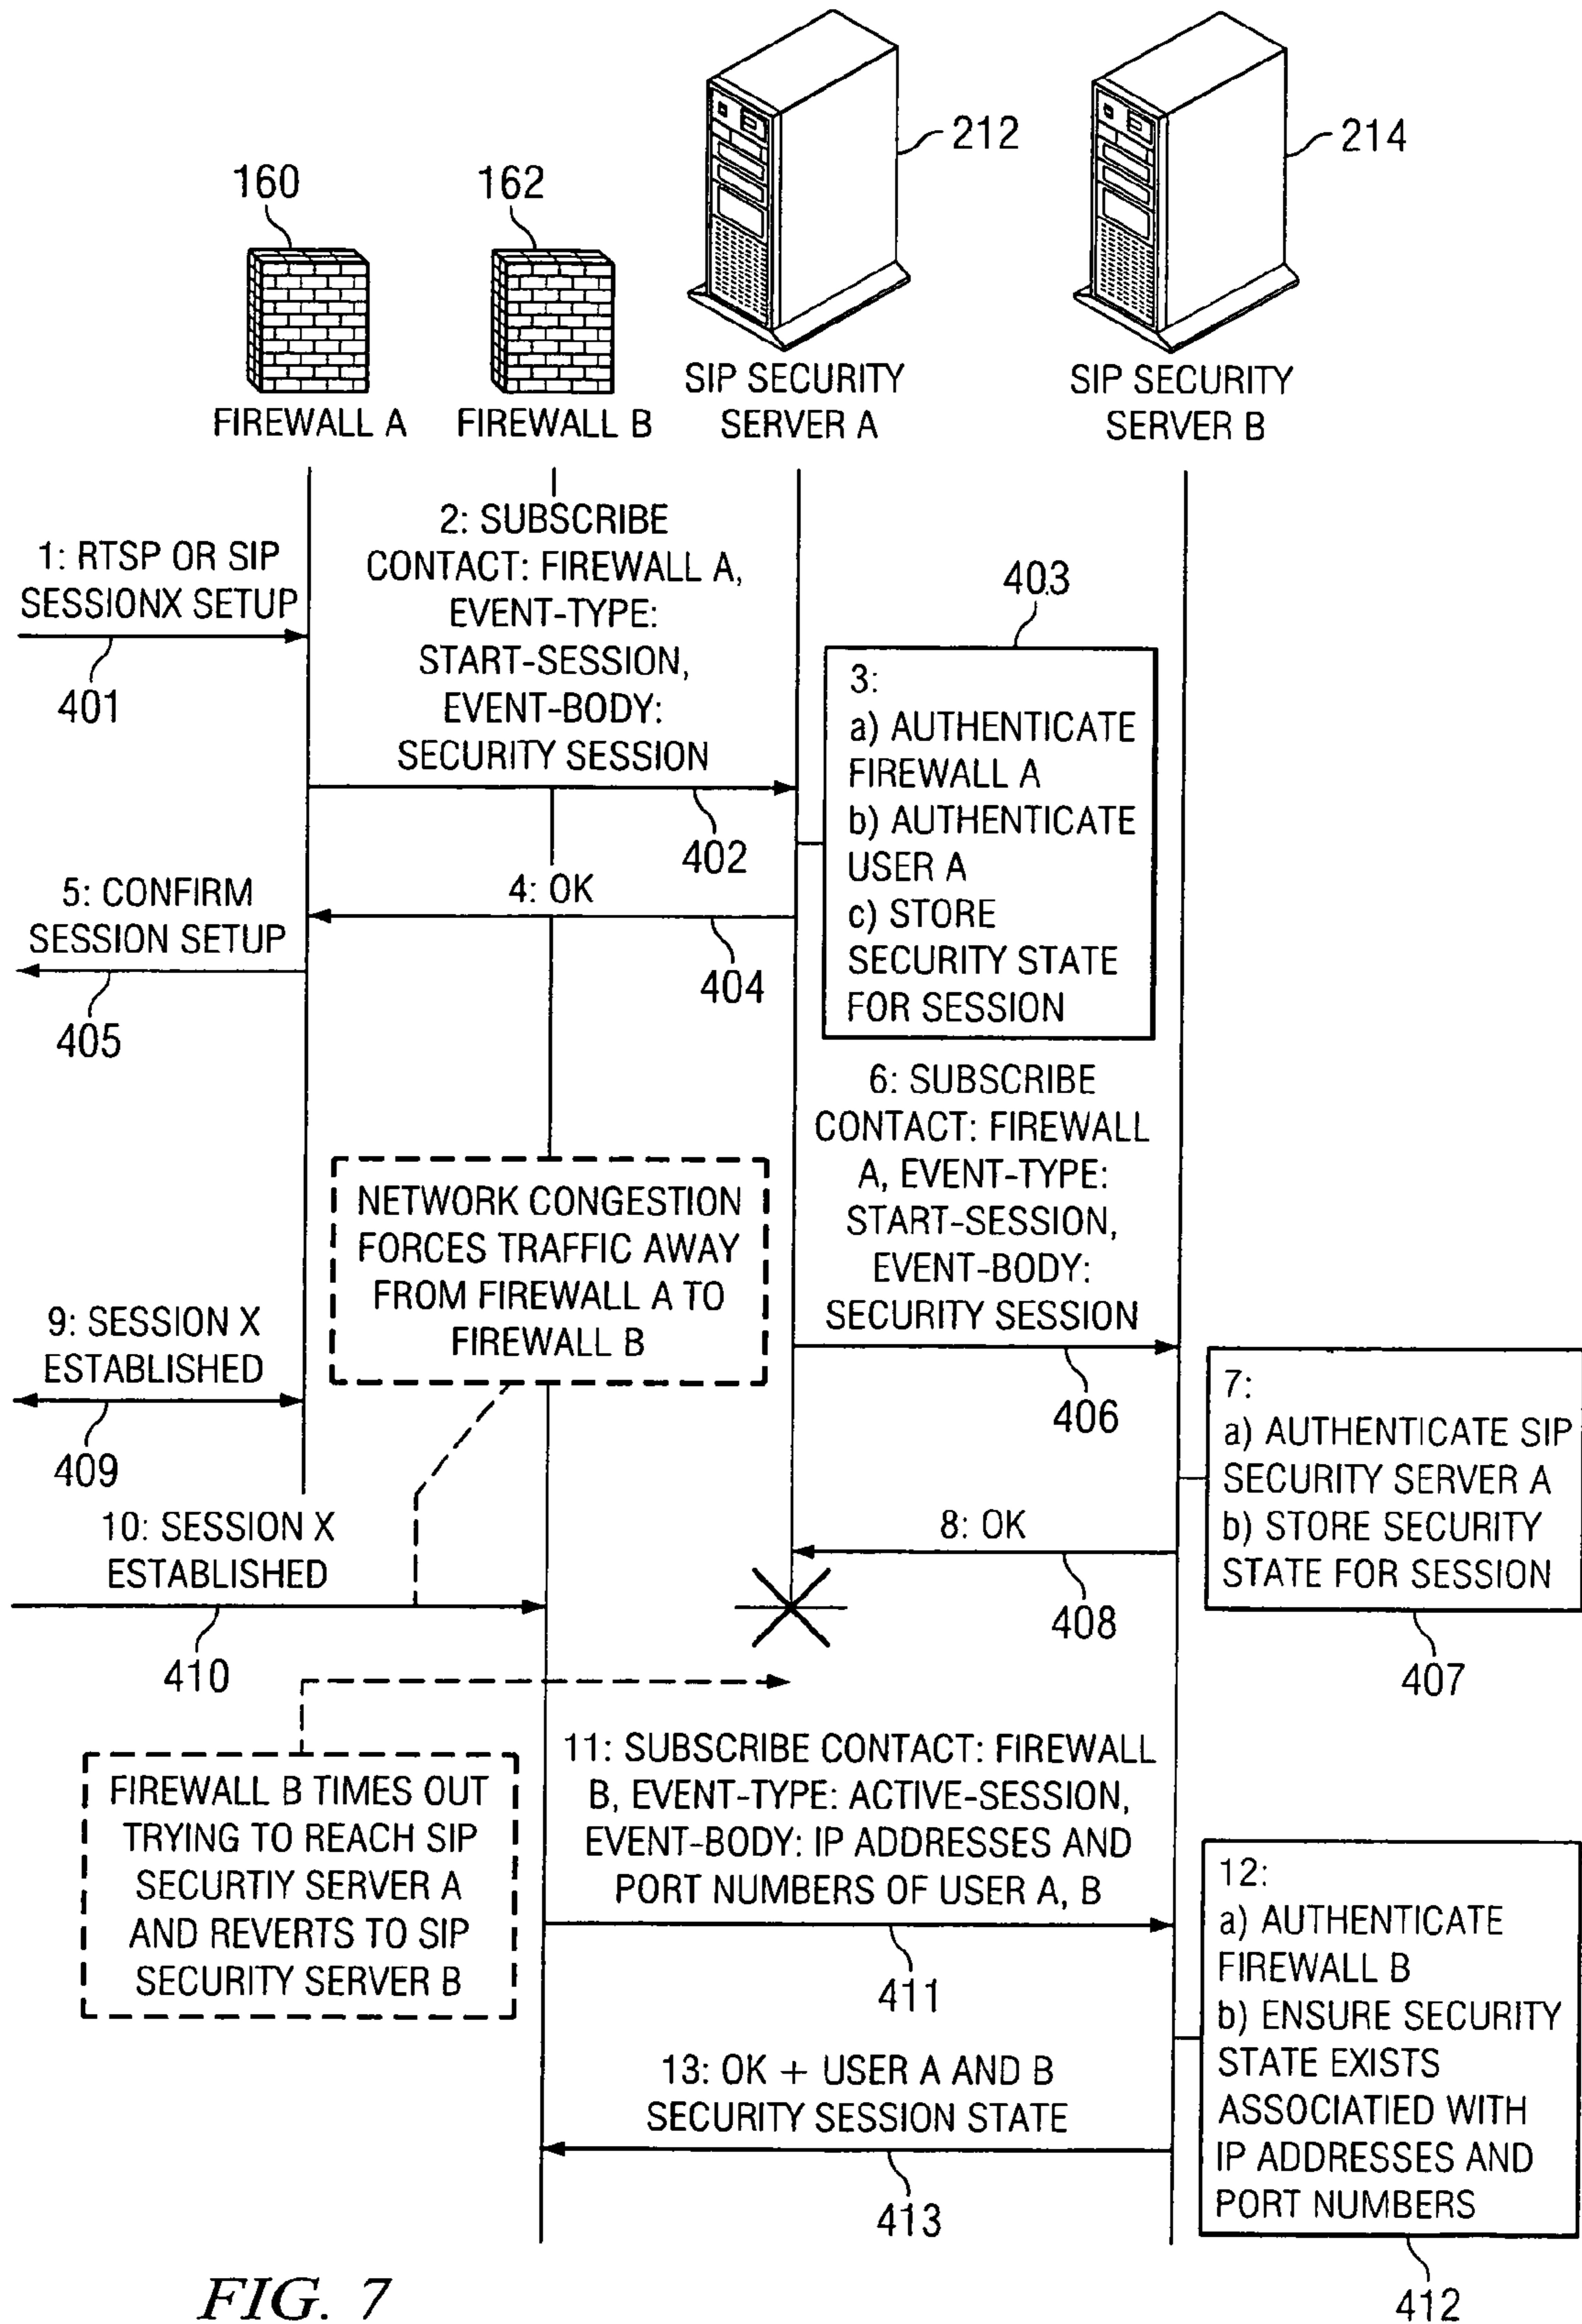 212
214
160
162
FIREWALL A
FIREWALL B
SIP SECURITY
SERVER A
SIP SECURITY
SERVER B
1: RTSP OR SIP
SESSIONX SETUP
401
2: SUBSCRIBE
CONTACT: FIREWALL A,
EVENT-TYPE:
START-SESSION,
EVENT-BODY:
SECURITY SESSION
402
403
3:
a) AUTHENTICATE
FIREWALL A
b) AUTHENTICATE
USER A
c) STORE
SECURITY STATE
FOR SESSION
4: OK
404
5: CONFIRM
SESSION SETUP
405
6: SUBSCRIBE
CONTACT: FIREWALL
A, EVENT-TYPE:
START-SESSION,
EVENT-BODY:
SECURITY SESSION
406
NETWORK CONGESTION
FORCES TRAFFIC AWAY
FROM FIREWALL A TO
FIREWALL B
7:
a) AUTHENTICATE SIP
SECURITY SERVER A
b) STORE SECURITY
STATE FOR SESSION
407
8: OK
408
9: SESSION X
ESTABLISHED
409
10: SESSION X
ESTABLISHED
410
FIREWALL B TIMES OUT
TRYING TO REACH SIP
SECURTIY SERVER A
AND REVERTS TO SIP
SECURITY SERVER B
11: SUBSCRIBE CONTACT: FIREWALL
B, EVENT-TYPE: ACTIVE-SESSION,
EVENT-BODY: IP ADDRESSES AND
PORT NUMBERS OF USER A, B
411
12:
a) AUTHENTICATE
FIREWALL B
b) ENSURE SECURITY
STATE EXISTS
ASSOCIATIED WITH
IP ADDRESSES AND
PORT NUMBERS
412
13: OK + USER A AND B
SECURITY SESSION STATE
413
FIG. 7